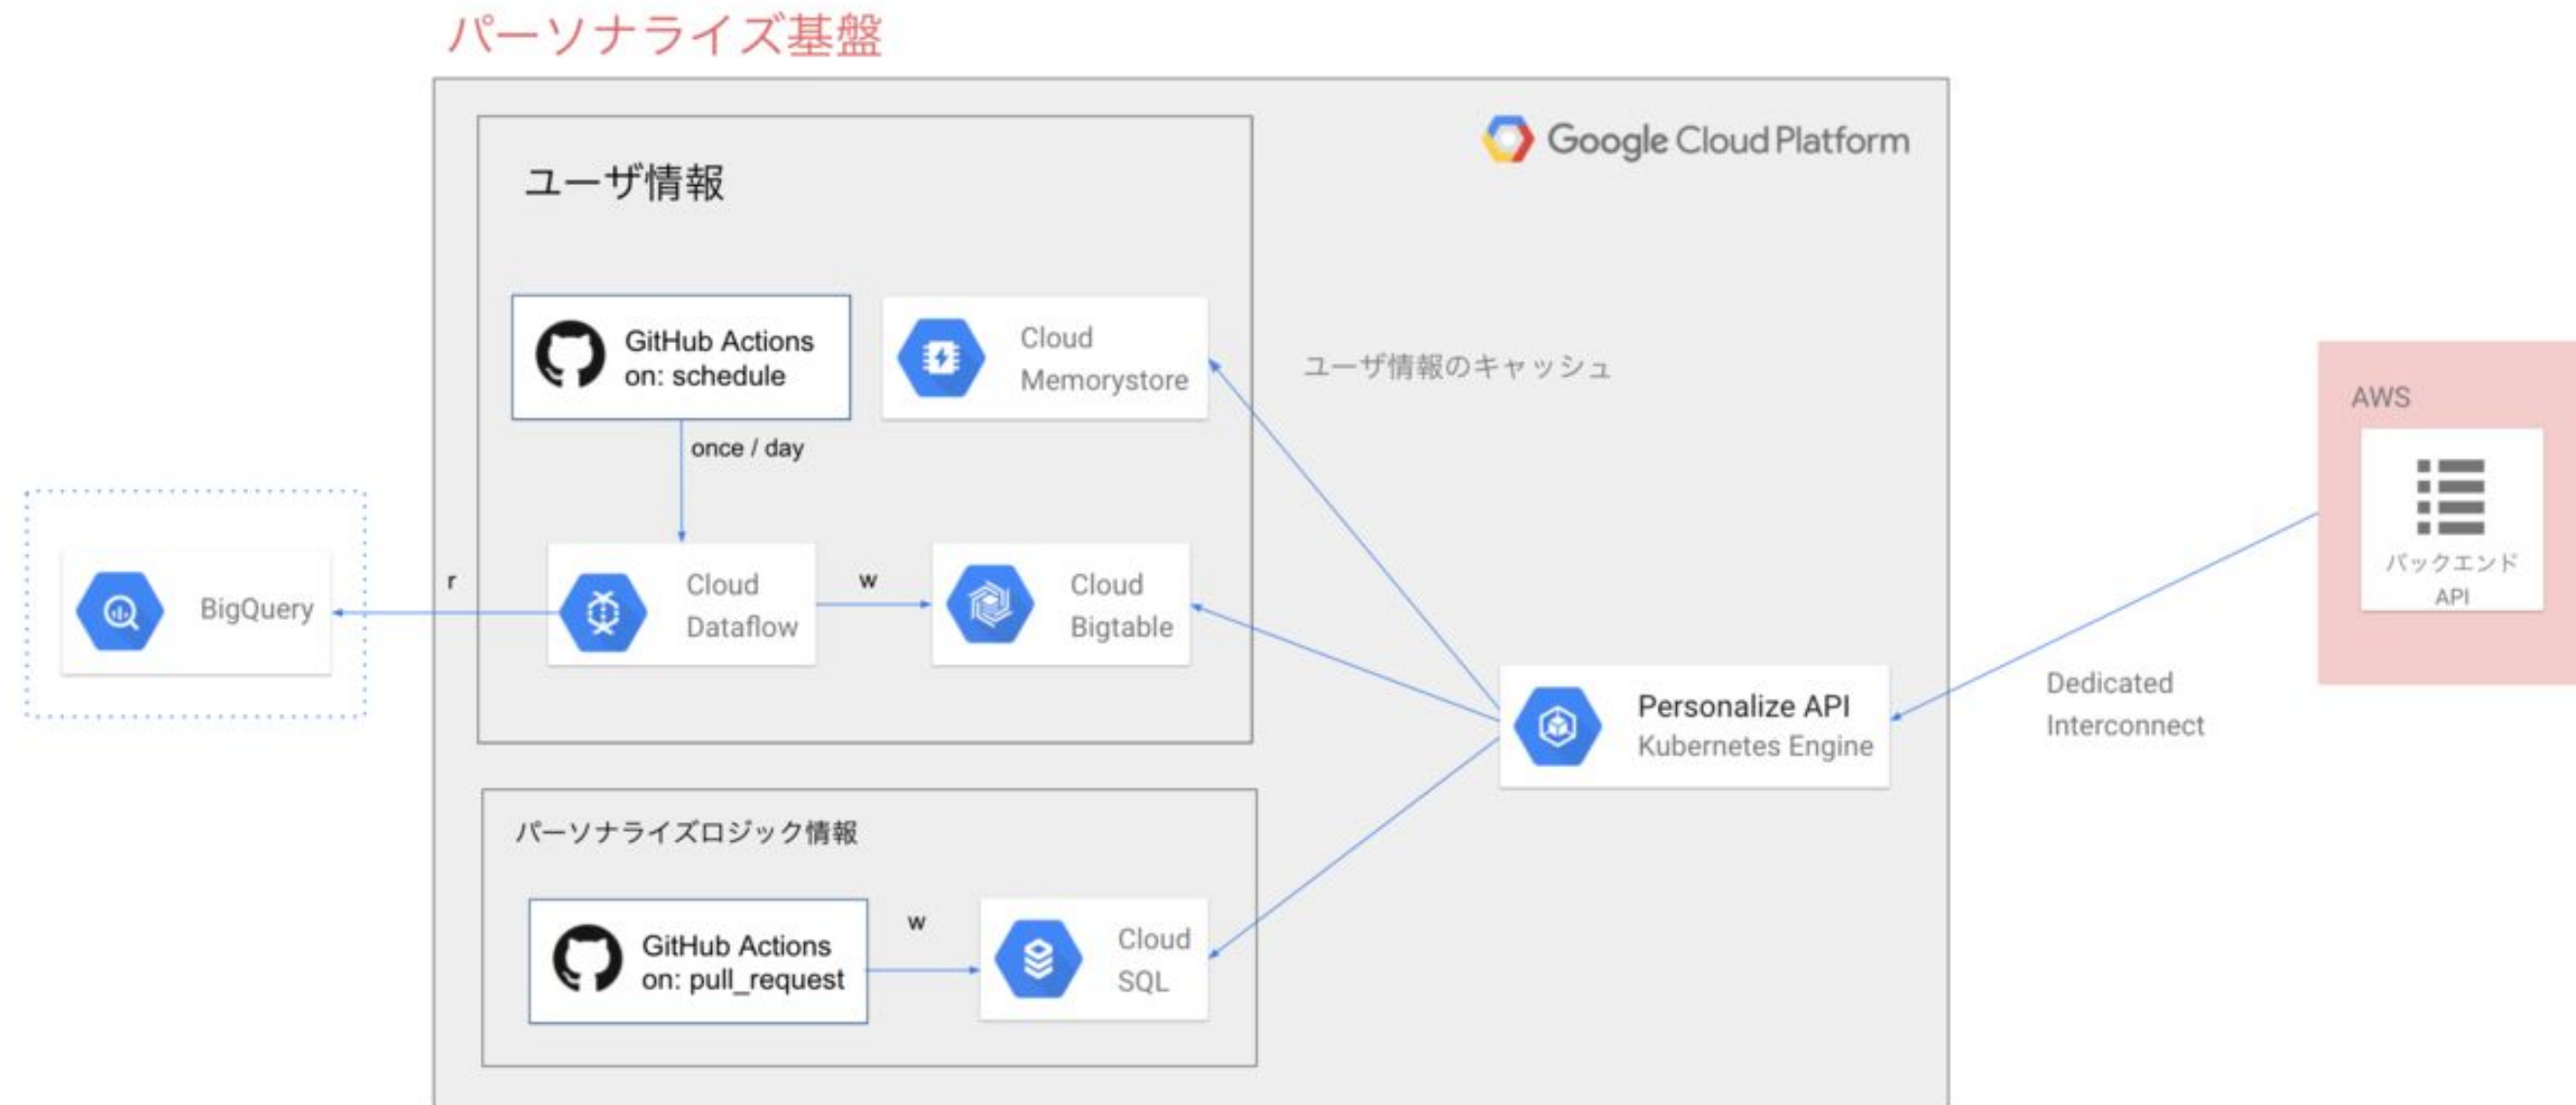 パーソナライズ基盤
Google Cloud Platform
ユーザ情報
GitHub Actions
on: schedule
Cloud
Memorystore
ユーザ情報のキャッシュ
once / day
BigQuery
r
Cloud
Dataflow
w
Cloud
Bigtable
AWS
バックエンド
API
Dedicated
Interconnect
Personalize API
Kubernetes Engine
パーソナライズロジック情報
GitHub Actions
on: pull_request
w
Cloud
SQL